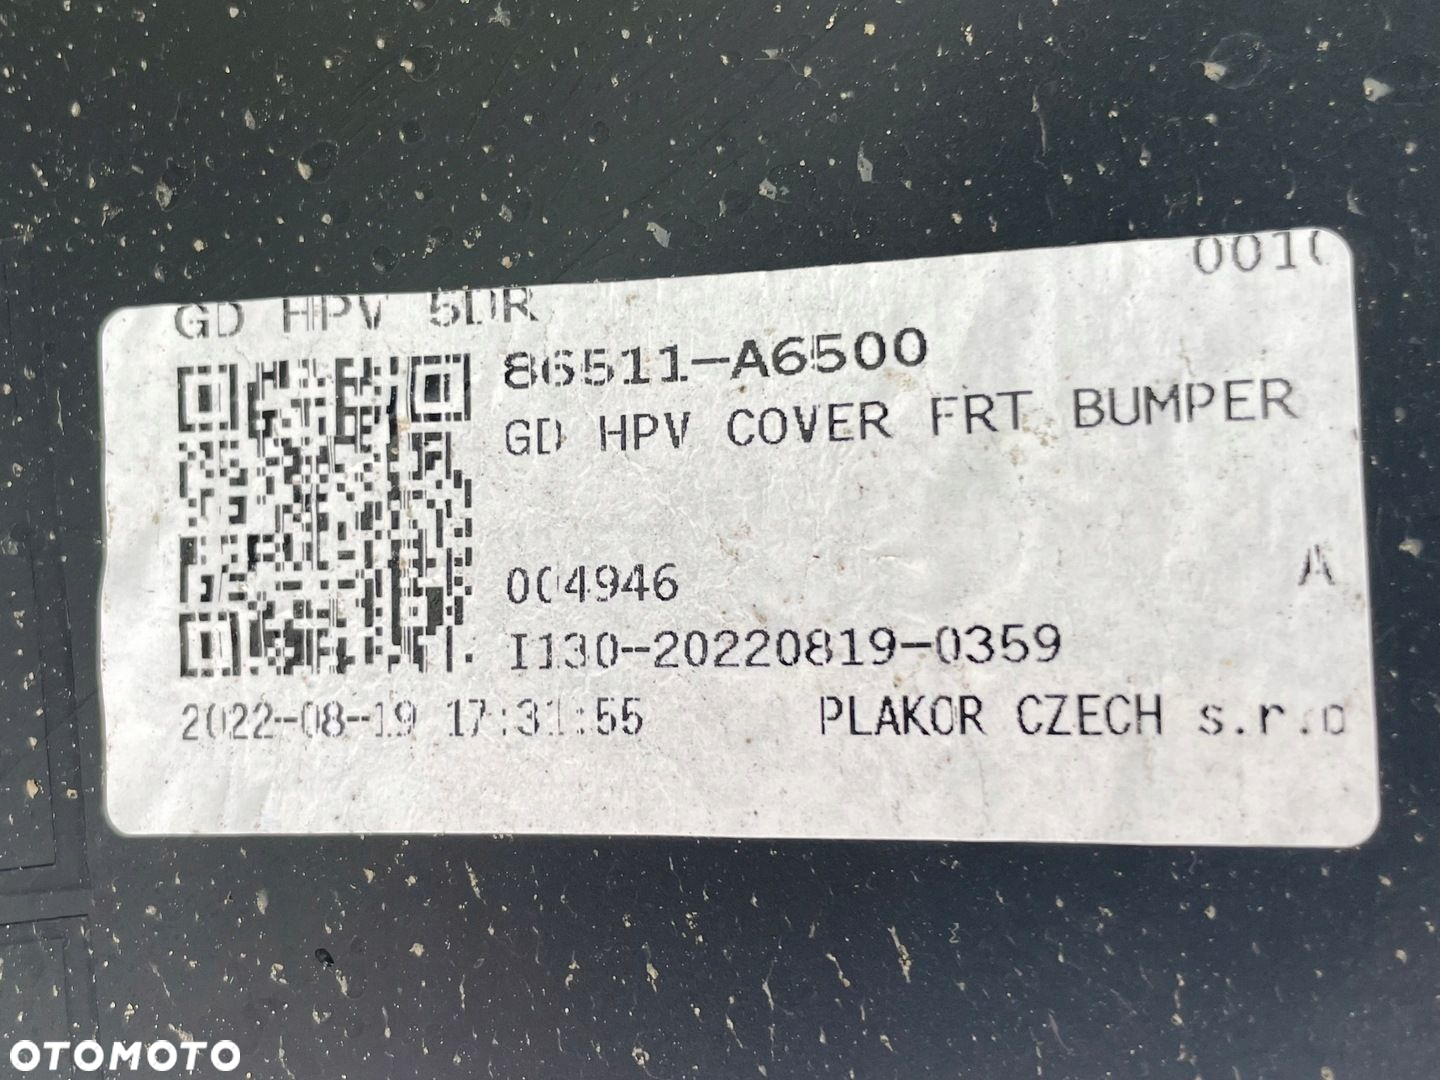 001
GD HPV 5DR
86511-A6500
GD HPV COVER FRT BUMPER
004946
A
I130-20220819-0359
2022-08-19 17:31:55 PLAKOR CZECH s.r.o
OTOMOTO